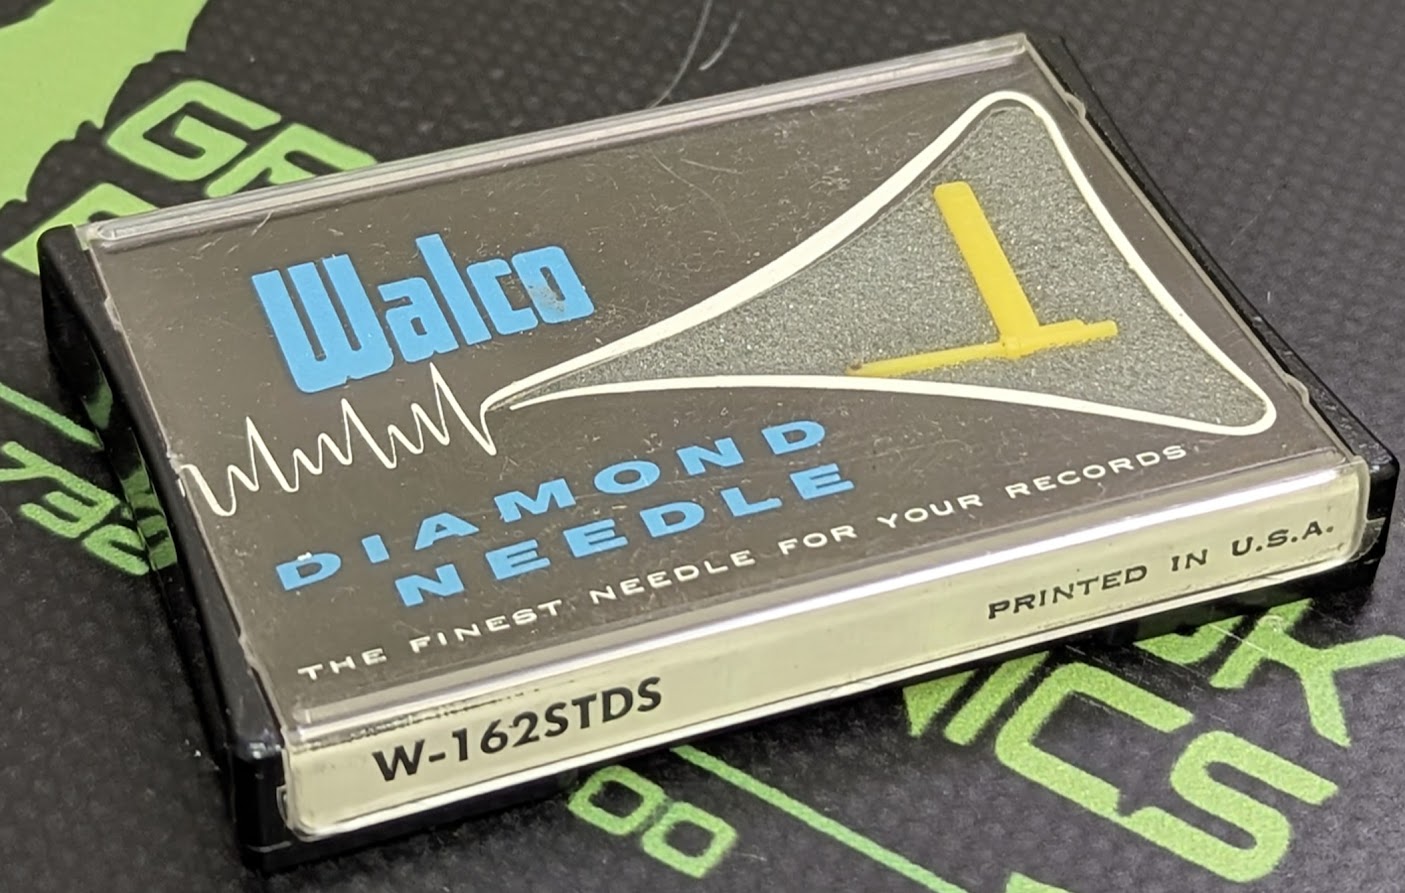 Walco
DIAMOND
NEEDLE
THE FINEST NEEDLE FOR YOUR RECORDS
W-162STDS
PRINTED IN U.S.A.